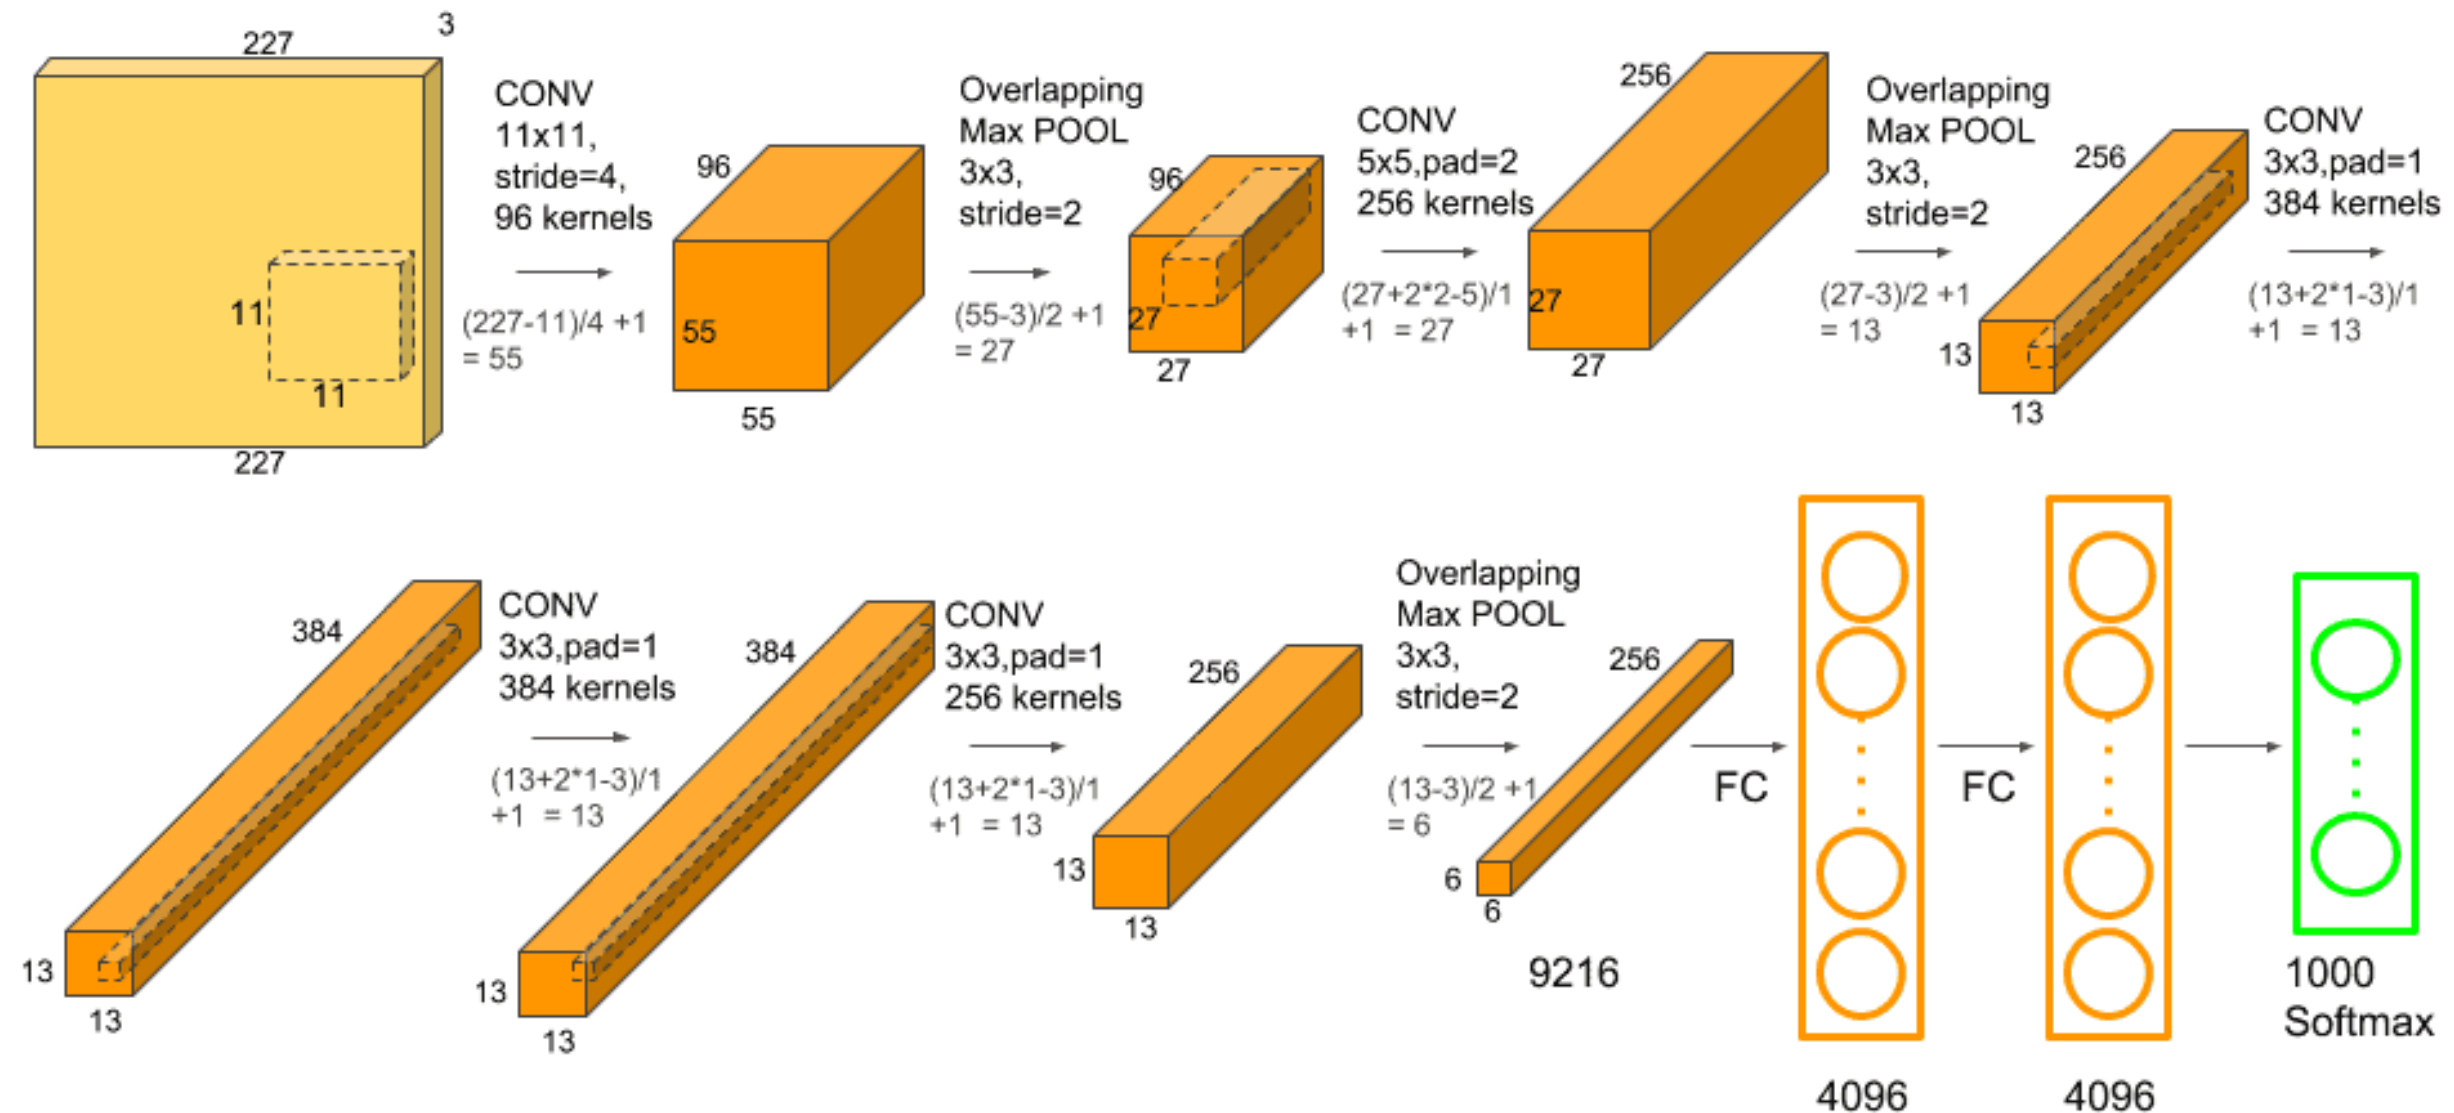 227
3
11
11
227
CONV
11x11,
stride=4,
96 kernels
(227-11)/4 +1
= 55
96
55
55
Overlapping
Max POOL
3x3,
stride=2
(55-3)/2 +1
= 27
96
27
27
CONV
5x5,pad=2
256 kernels
(27+2*2-5)/1
+1 = 27
256
27
27
Overlapping
Max POOL
3x3,
stride=2
(27-3)/2 +1
= 13
256
13
13
CONV
3x3,pad=1
384 kernels
(13+2*1-3)/1
+1 = 13
384
13
13
CONV
3x3,pad=1
384 kernels
(13+2*1-3)/1
+1 = 13
384
13
13
CONV
3x3,pad=1
256 kernels
(13+2*1-3)/1
+1 = 13
256
13
13
Overlapping
Max POOL
3x3,
stride=2
(13-3)/2 +1
= 6
256
6
6
9216
FC
4096
FC
4096
1000
Softmax